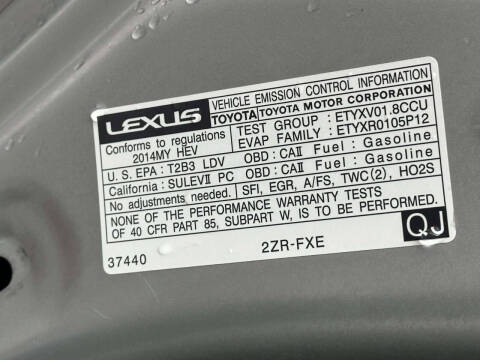 LEXUS VEHICLE EMISSION CONTROL INFORMATION
TOYOTA TOYOTA MOTOR CORPORATION
Conforms to regulations TEST GROUP : ETYXV01.8CCU
2014MY HEV EVAP FAMILY : ETYXR0105P12
U.S. EPA : T2B3 LDV OBD : CAII Fuel : Gasoline
California : SULEVII PC OBD : CAII Fuel : Gasoline
No adjustments needed. SFI, EGR, A/FS, TWC(2), HO2S
NONE OF THE PERFORMANCE WARRANTY TESTS
OF 40 CFR PART 85, SUBPART W, IS TO BE PERFORMED.
37440 2ZR-FXE QJ